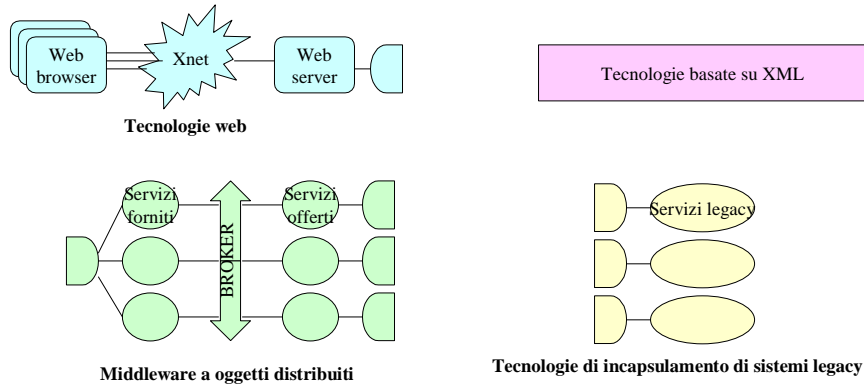 Web
browser
Xnet
Web
server
Tecnologie basate su XML
Tecnologie web
Servizi
forniti
BROKER
Servizi
offerti
Servizi legacy
Middleware a oggetti distribuiti
Tecnologie di incapsulamento di sistemi legacy